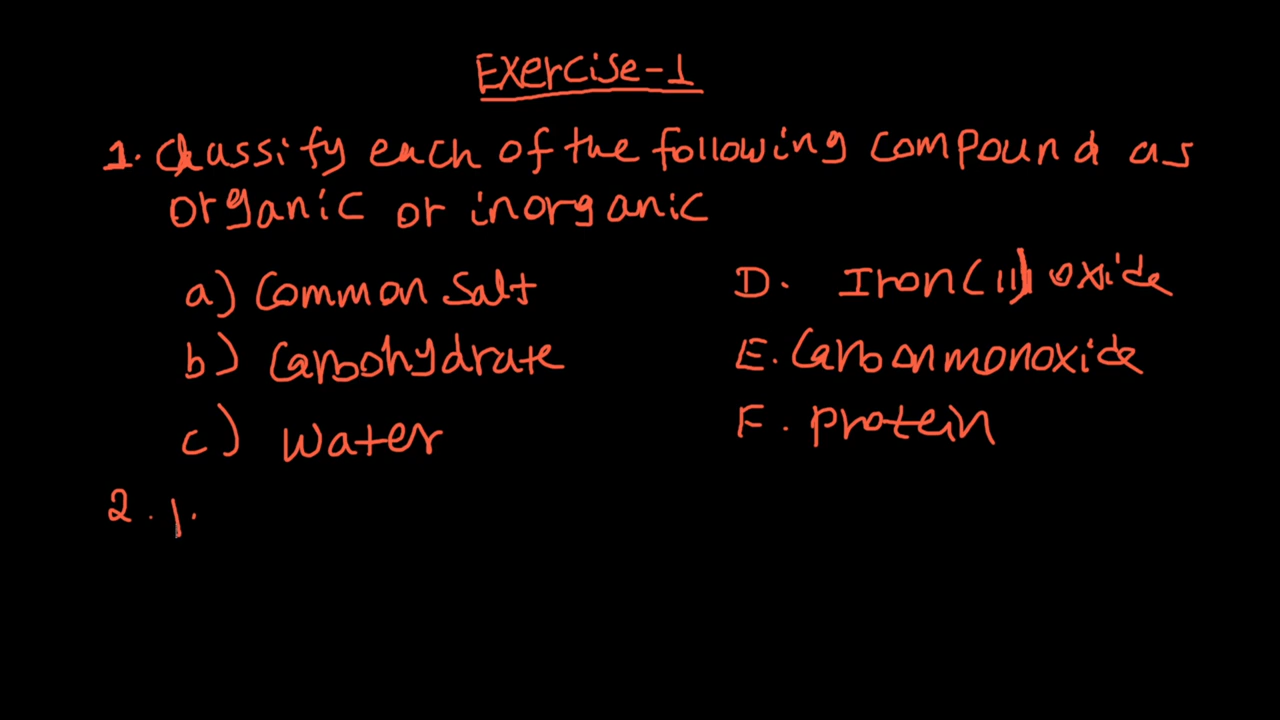 Exercise-1
1. Classify each of the following compound as
organic or inorganic
a) Common Salt
b) Carbohydrate
c) Water
D. Iron(II) oxide
E. Carbonmonoxide
F. Protein
2.